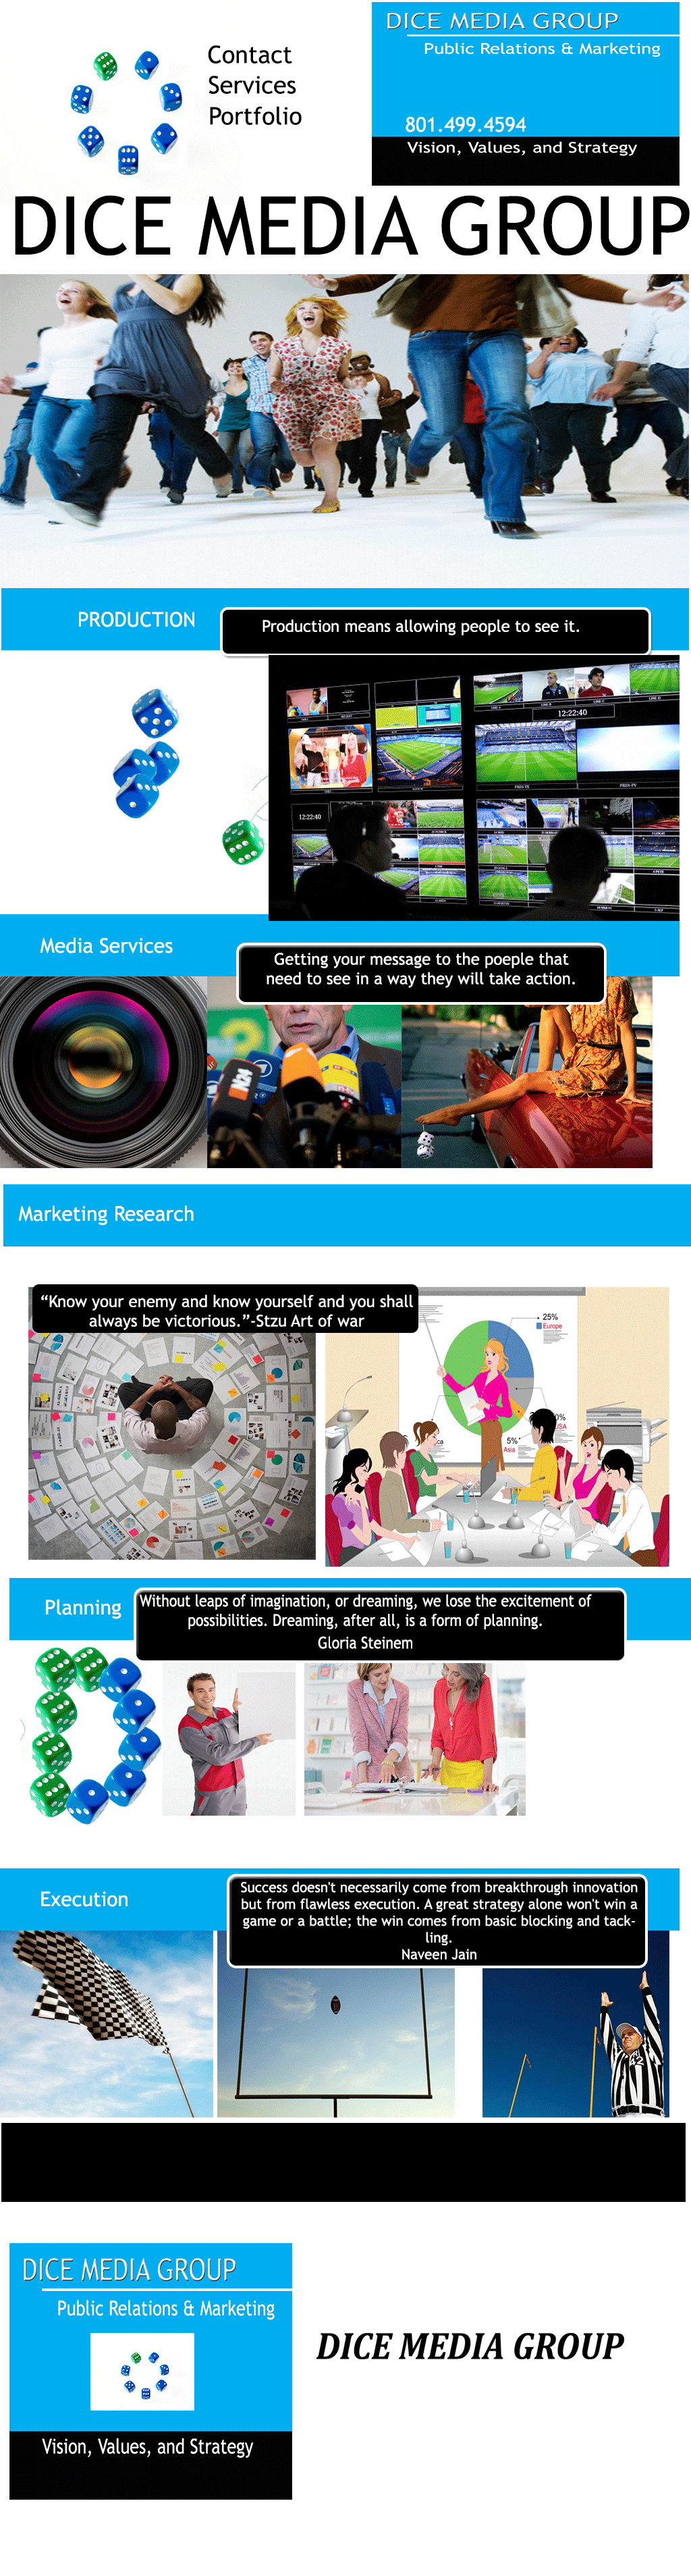 Contact
Services
Portfolio
DICE MEDIA GROUP
Public Relations & Marketing
801.499.4594
Vision, Values, and Strategy
DICE MEDIA GROUP
PRODUCTION
Production means allowing people to see it.
12:22:40
12:22:40
Media Services
Getting your message to the poeple that
need to see in a way they will take action.
Marketing Research
“Know your enemy and know yourself and you shall
always be victorious.”-Stzu Art of war
25%
Europe
5%
Asia
Planning
Without leaps of imagination, or dreaming, we lose the excitement of
possibilities. Dreaming, after all, is a form of planning.
Gloria Steinem
Execution
Success doesn't necessarily come from breakthrough innovation
but from flawless execution. A great strategy alone won't win a
game or a battle; the win comes from basic blocking and tack-
ling.
Naveen Jain
DICE MEDIA GROUP
Public Relations & Marketing
Vision, Values, and Strategy
DICE MEDIA GROUP